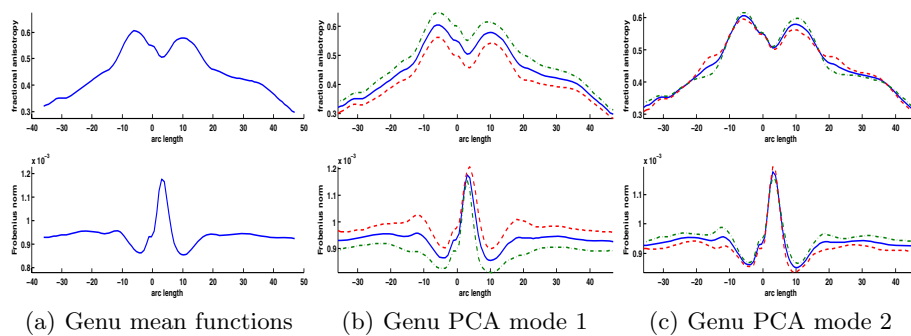 fractional anisotropy
0.6
0.5
0.4
0.3
−40 −30 −20 −10 0 10 20 30 40 50
arc length
fractional anisotropy
0.6
0.5
0.4
0.3
−30 −20 −10 0 10 20 30 40
arc length
fractional anisotropy
0.6
0.5
0.4
0.3
−30 −20 −10 0 10 20 30 40
arc length
x 10⁻³
Frobenius norm
1.2
1.1
1
0.9
0.8
−40 −30 −20 −10 0 10 20 30 40 50
arc length
x 10⁻³
Frobenius norm
1.2
1.1
1
0.9
−30 −20 −10 0 10 20 30 40
arc length
x 10⁻³
Frobenius norm
1.1
1
0.9
−30 −20 −10 0 10 20 30 40
arc length
(a) Genu mean functions
(b) Genu PCA mode 1
(c) Genu PCA mode 2